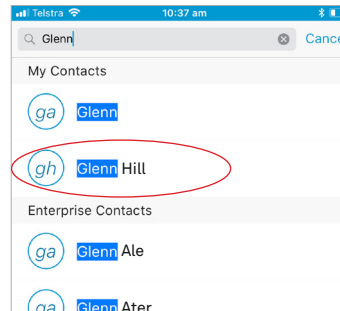 Telstra 10:37 am
Glenn Cance
My Contacts
ga Glenn
gh Glenn Hill
Enterprise Contacts
ga Glenn Ale
ga Glenn Ater